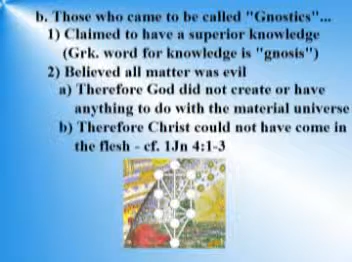 b. Those who came to be called "Gnostics"...
1) Claimed to have a superior knowledge
(Grk. word for knowledge is "gnosis")
2) Believed all matter was evil
a) Therefore God did not create or have
anything to do with the material universe
b) Therefore Christ could not have come in
the flesh - cf. 1Jn 4:1-3